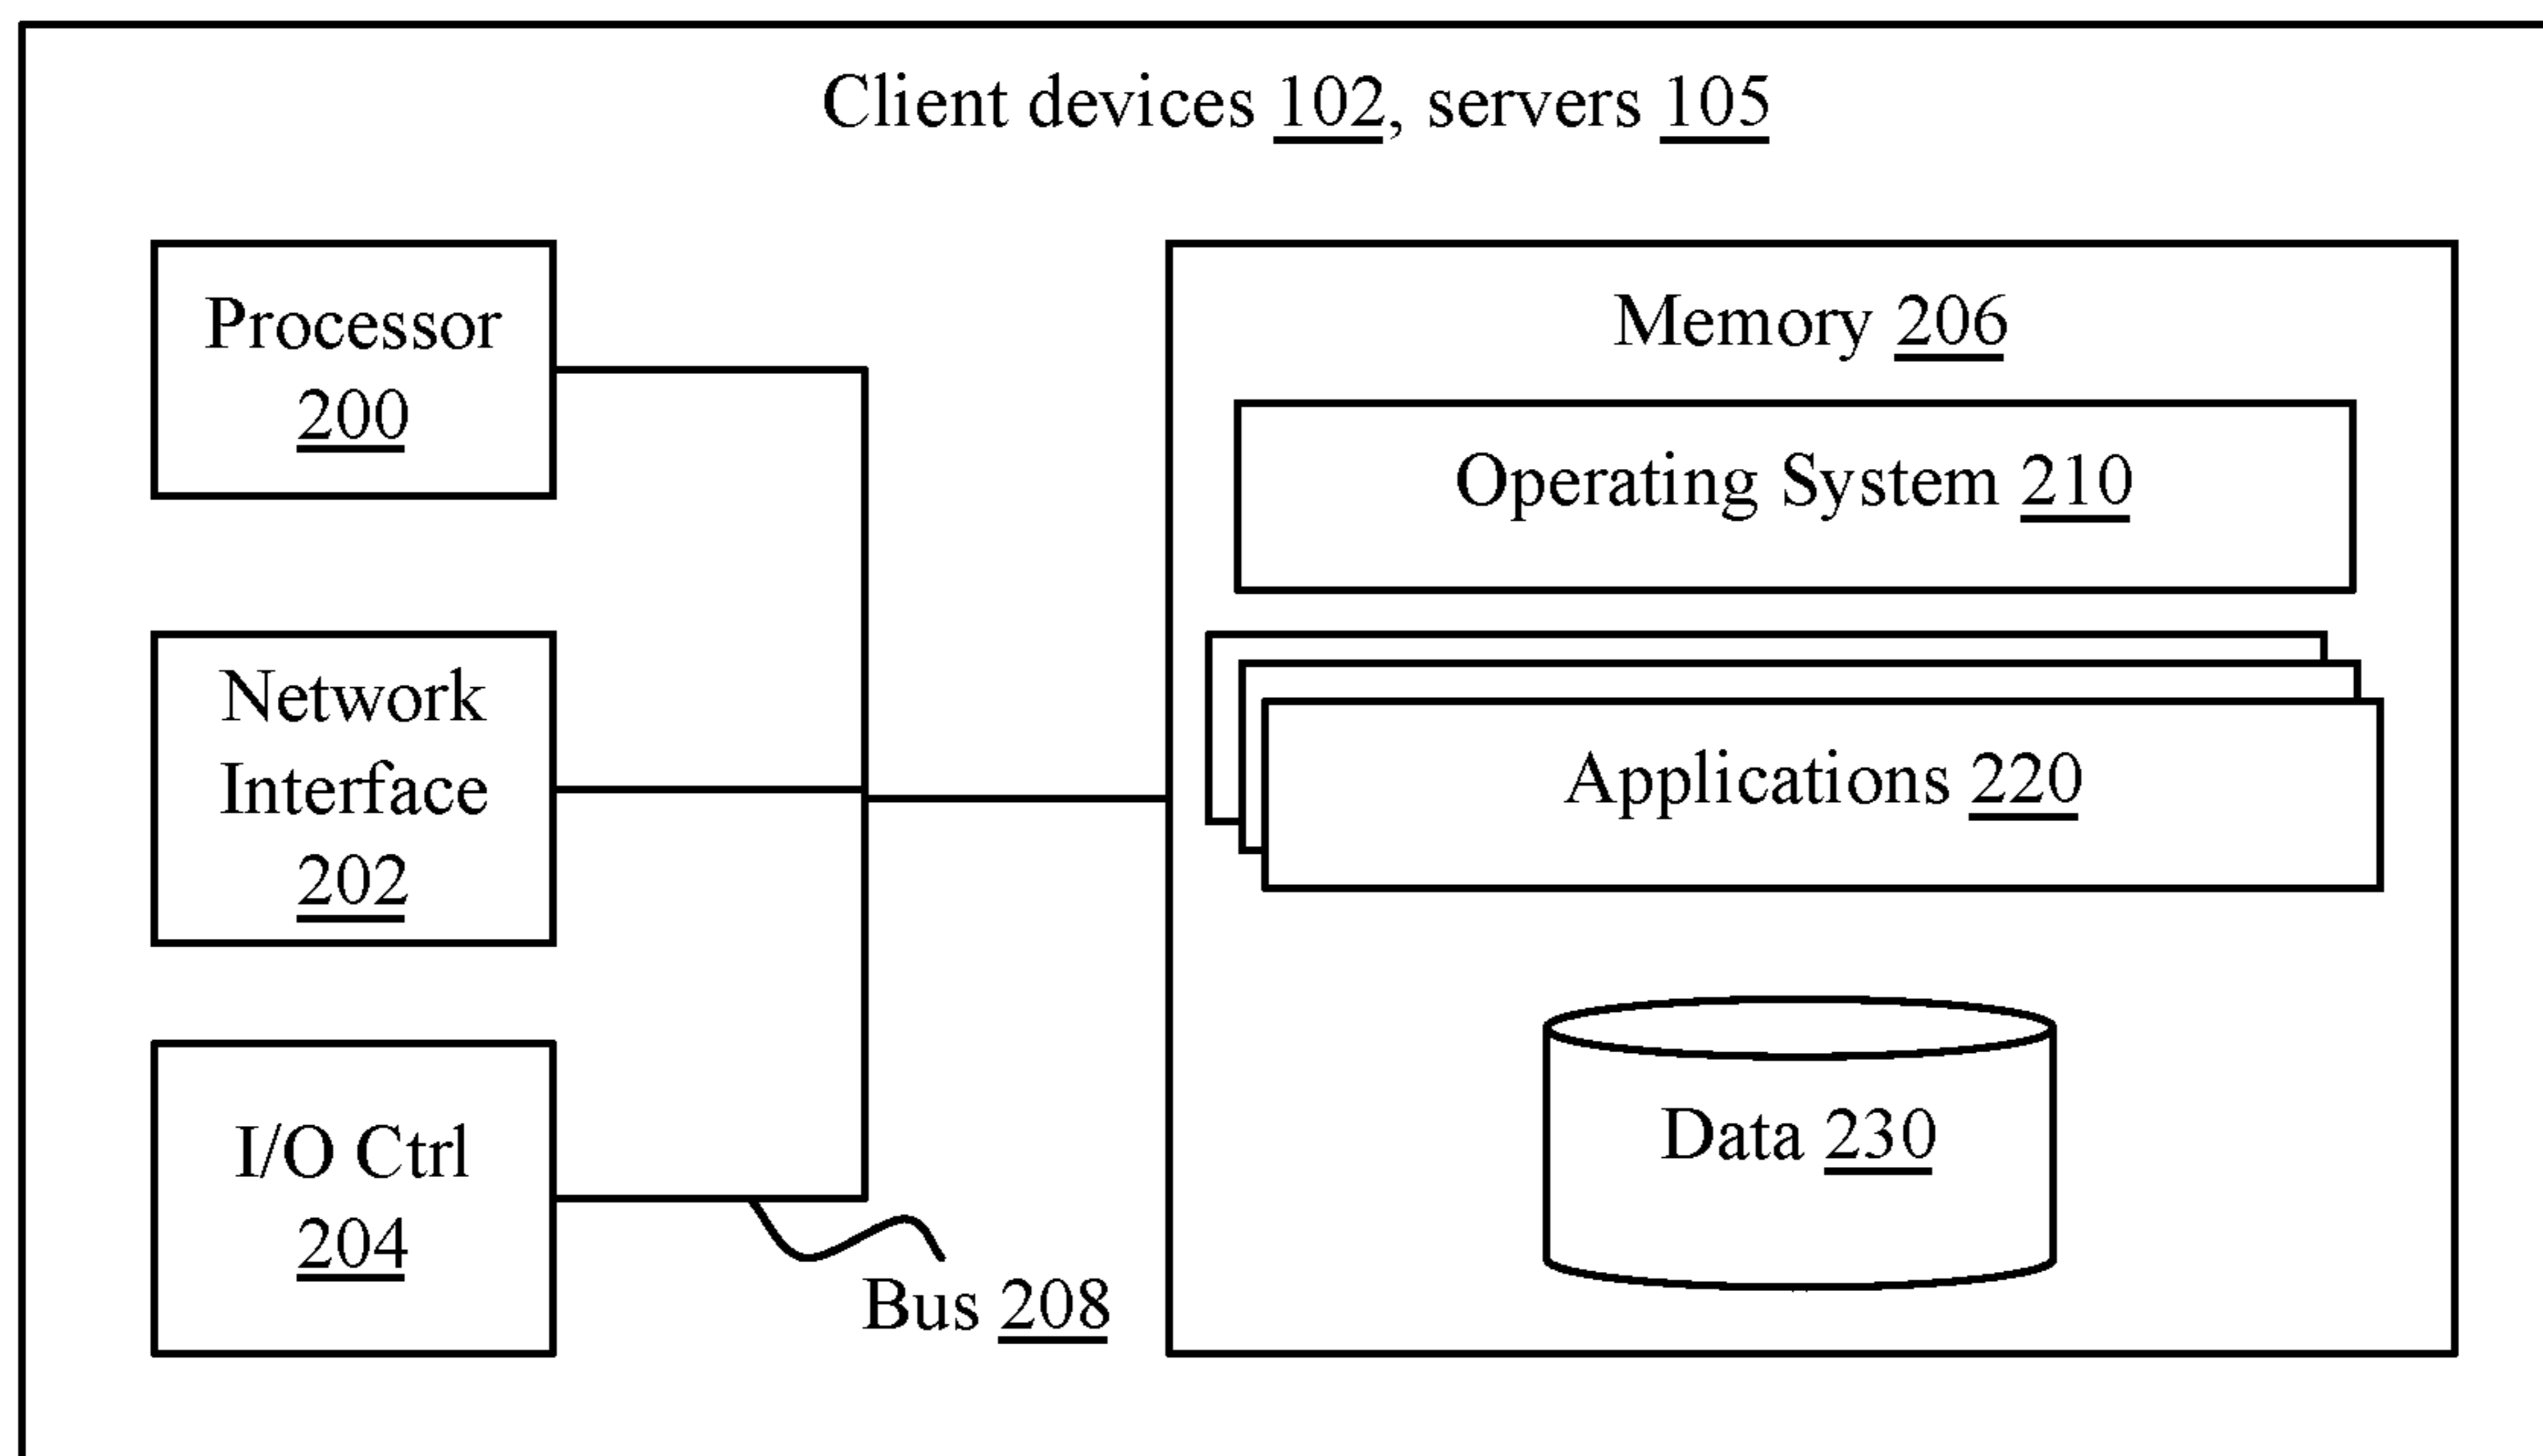 Client devices 102, servers 105
Processor
200
Network
Interface
202
I/O Ctrl
204
Bus 208
Memory 206
Operating System 210
Applications 220
Data 230